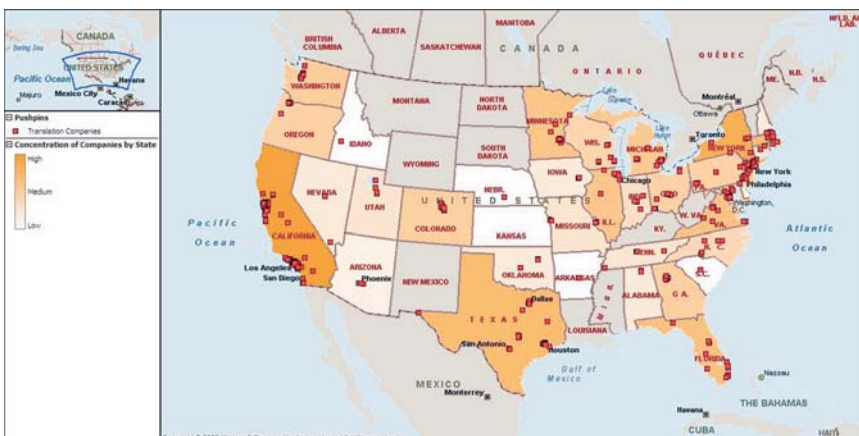 CANADA
Bering Sea
UNITED STATES
Pacific Ocean
Havana
Mexico City
Majuro
Caracas
Pushpins
Translation Companies
Concentration of Companies by State
High
Medium
Low
BRITISH
COLUMBIA
ALBERTA
SASKATCHEWAN
MANITOBA
CANADA
ONTARIO
QUÉBEC
ME.
N.B.
N.S.
Lake
Superior
Lake
Huron
Montréal
Ottawa
Toronto
WASHINGTON
OREGON
IDAHO
MONTANA
WYOMING
NORTH
DAKOTA
SOUTH
DAKOTA
MINNESOTA
WIS.
MICHIGAN
NEW YORK
New York
Philadelphia
Washington,
D.C.
NEVADA
UTAH
COLORADO
NEBR.
UNITED STATES
KANSAS
IOWA
MISSOURI
ILL.
Chicago
KY.
W. VA.
VA.
CALIFORNIA
Los Angeles
San Diego
ARIZONA
Phoenix
NEW MEXICO
OKLAHOMA
ARKANSAS
TENN.
N. C.
S.C.
MISS.
ALABAMA
GA.
LOUISIANA
TEXAS
Dallas
San Antonio
Houston
FLORIDA
Pacific
Ocean
Atlantic
Ocean
Gulf of
Mexico
MEXICO
Monterrey
Nassau
THE BAHAMAS
Havana
CUBA
HAITI